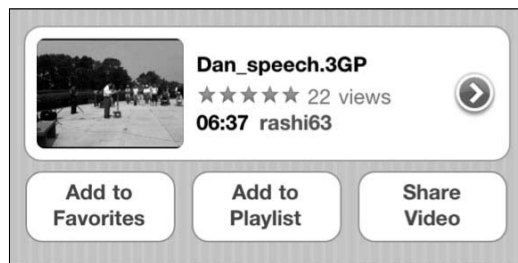 Dan_speech.3GP
22 views
06:37 rashi63
Add to
Favorites
Add to
Playlist
Share
Video